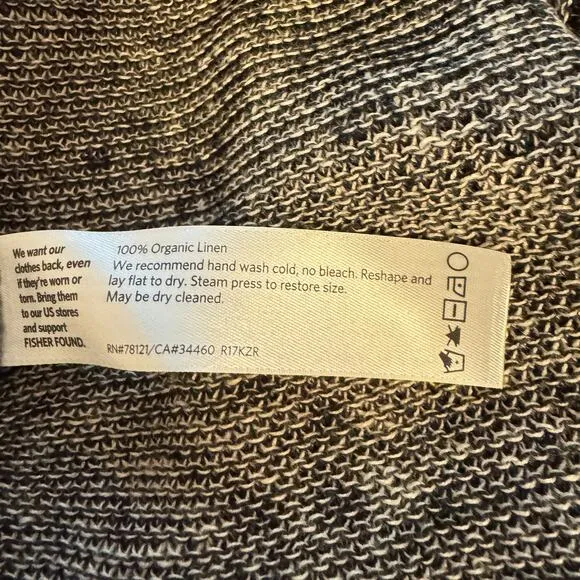 We want our
clothes back, even
if they're worn or
torn. Bring them
to our US stores
and support
FISHER FOUND.
100% Organic Linen
We recommend hand wash cold, no bleach. Reshape and
lay flat to dry. Steam press to restore size.
May be dry cleaned.
RN#78121/CA#34460 R17KZR